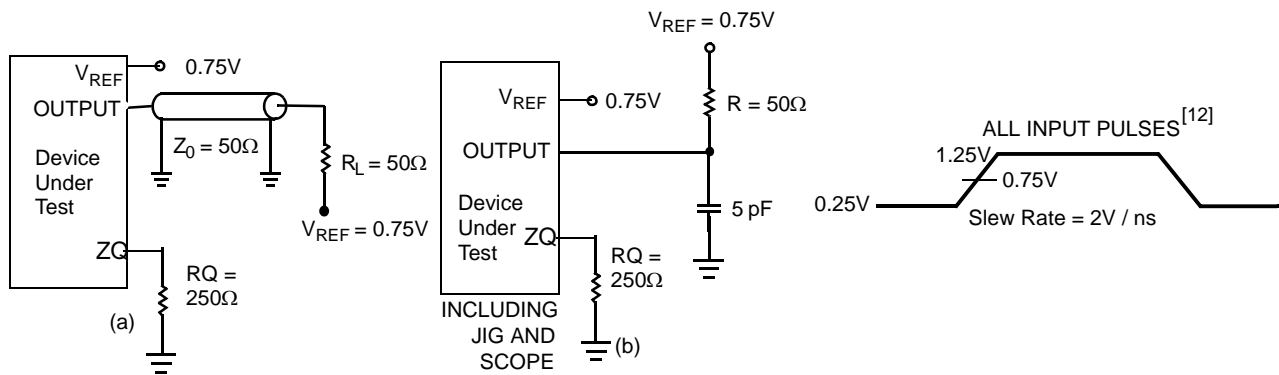 V_REF
0.75V
OUTPUT
Z_0 = 50Ω
Device
Under
Test
R_L = 50Ω
V_REF = 0.75V
ZQ
RQ =
250Ω
(a)
V_REF = 0.75V
V_REF
0.75V
R = 50Ω
OUTPUT
Device
Under
Test
5 pF
ZQ
RQ =
250Ω
INCLUDING
JIG AND
SCOPE
(b)
ALL INPUT PULSES[12]
1.25V
0.75V
0.25V
Slew Rate = 2V / ns